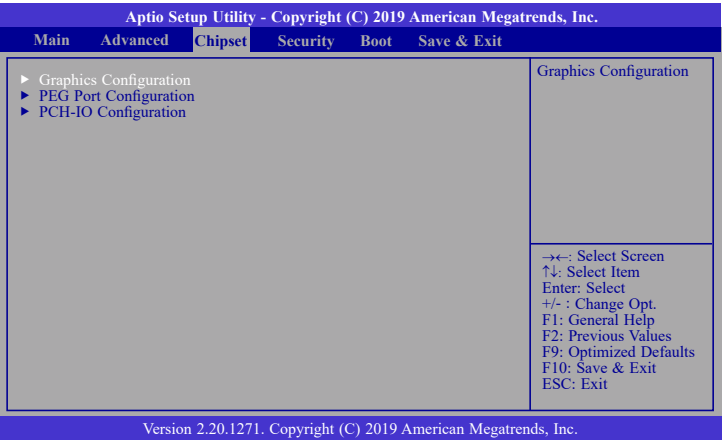 Aptio Setup Utility - Copyright (C) 2019 American Megatrends, Inc.
Main Advanced Chipset Security Boot Save & Exit
► Graphics Configuration
► PEG Port Configuration
► PCH-IO Configuration
Graphics Configuration
→←: Select Screen
↑↓: Select Item
Enter: Select
+/- : Change Opt.
F1: General Help
F2: Previous Values
F9: Optimized Defaults
F10: Save & Exit
ESC: Exit
Version 2.20.1271. Copyright (C) 2019 American Megatrends, Inc.